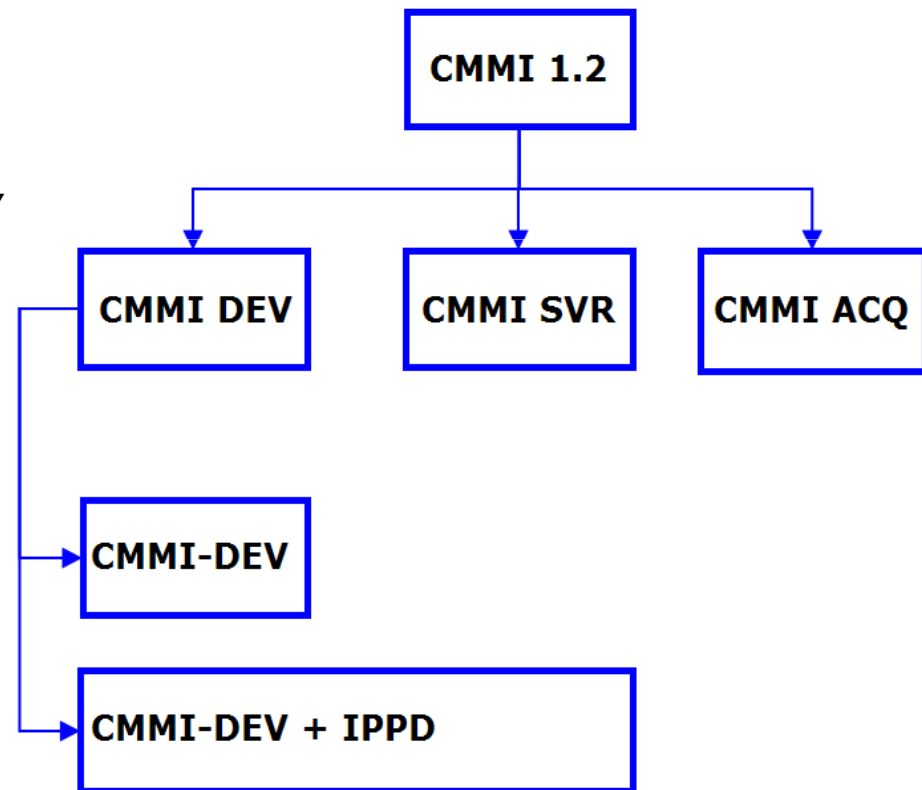 CMMI 1.2
CMMI DEV
CMMI SVR
CMMI ACQ
CMMI-DEV
CMMI-DEV + IPPD